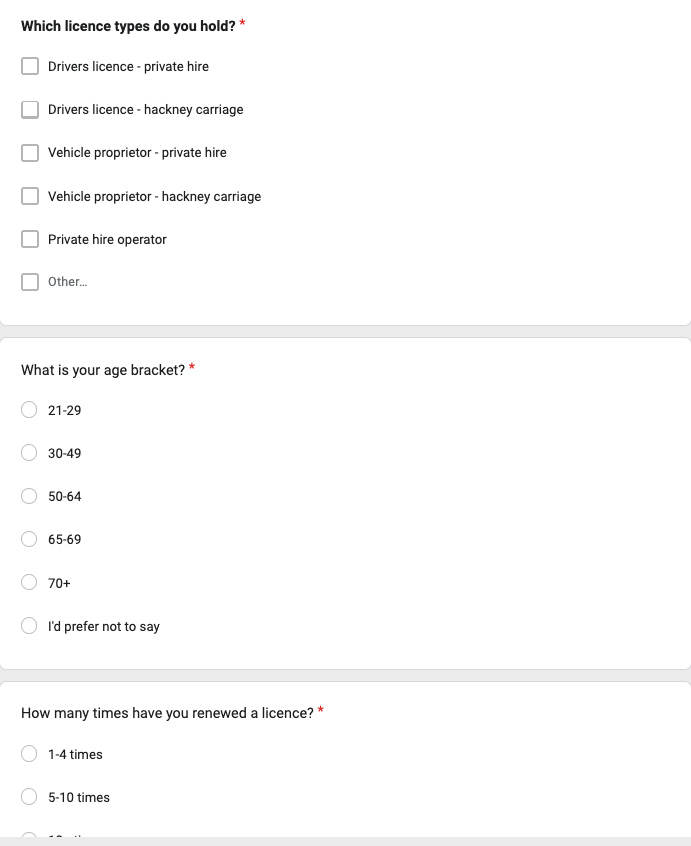 Which licence types do you hold? *
Drivers licence - private hire
Drivers licence - hackney carriage
Vehicle proprietor - private hire
Vehicle proprietor - hackney carriage
Private hire operator
Other...
What is your age bracket? *
21-29
30-49
50-64
65-69
70+
I'd prefer not to say
How many times have you renewed a licence? *
1-4 times
5-10 times